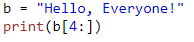 b = "Hello, Everyone!"
print(b[4:])